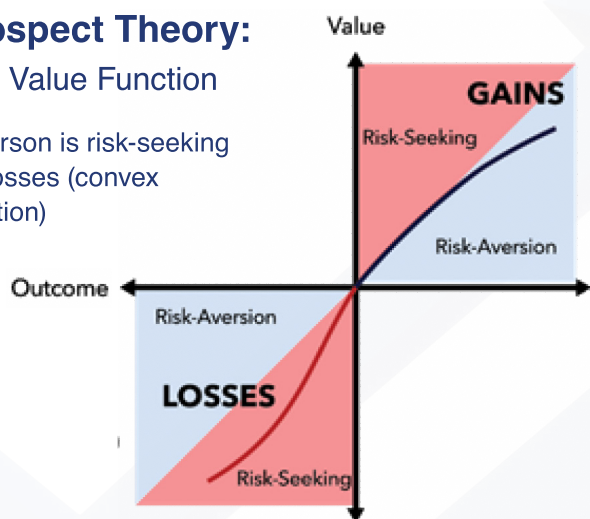 ospect Theory:
Value Function
rson is risk-seeking
osses (convex
tion)
Value
GAINS
Risk-Seeking
Risk-Aversion
Outcome
Risk-Aversion
LOSSES
Risk-Seeking